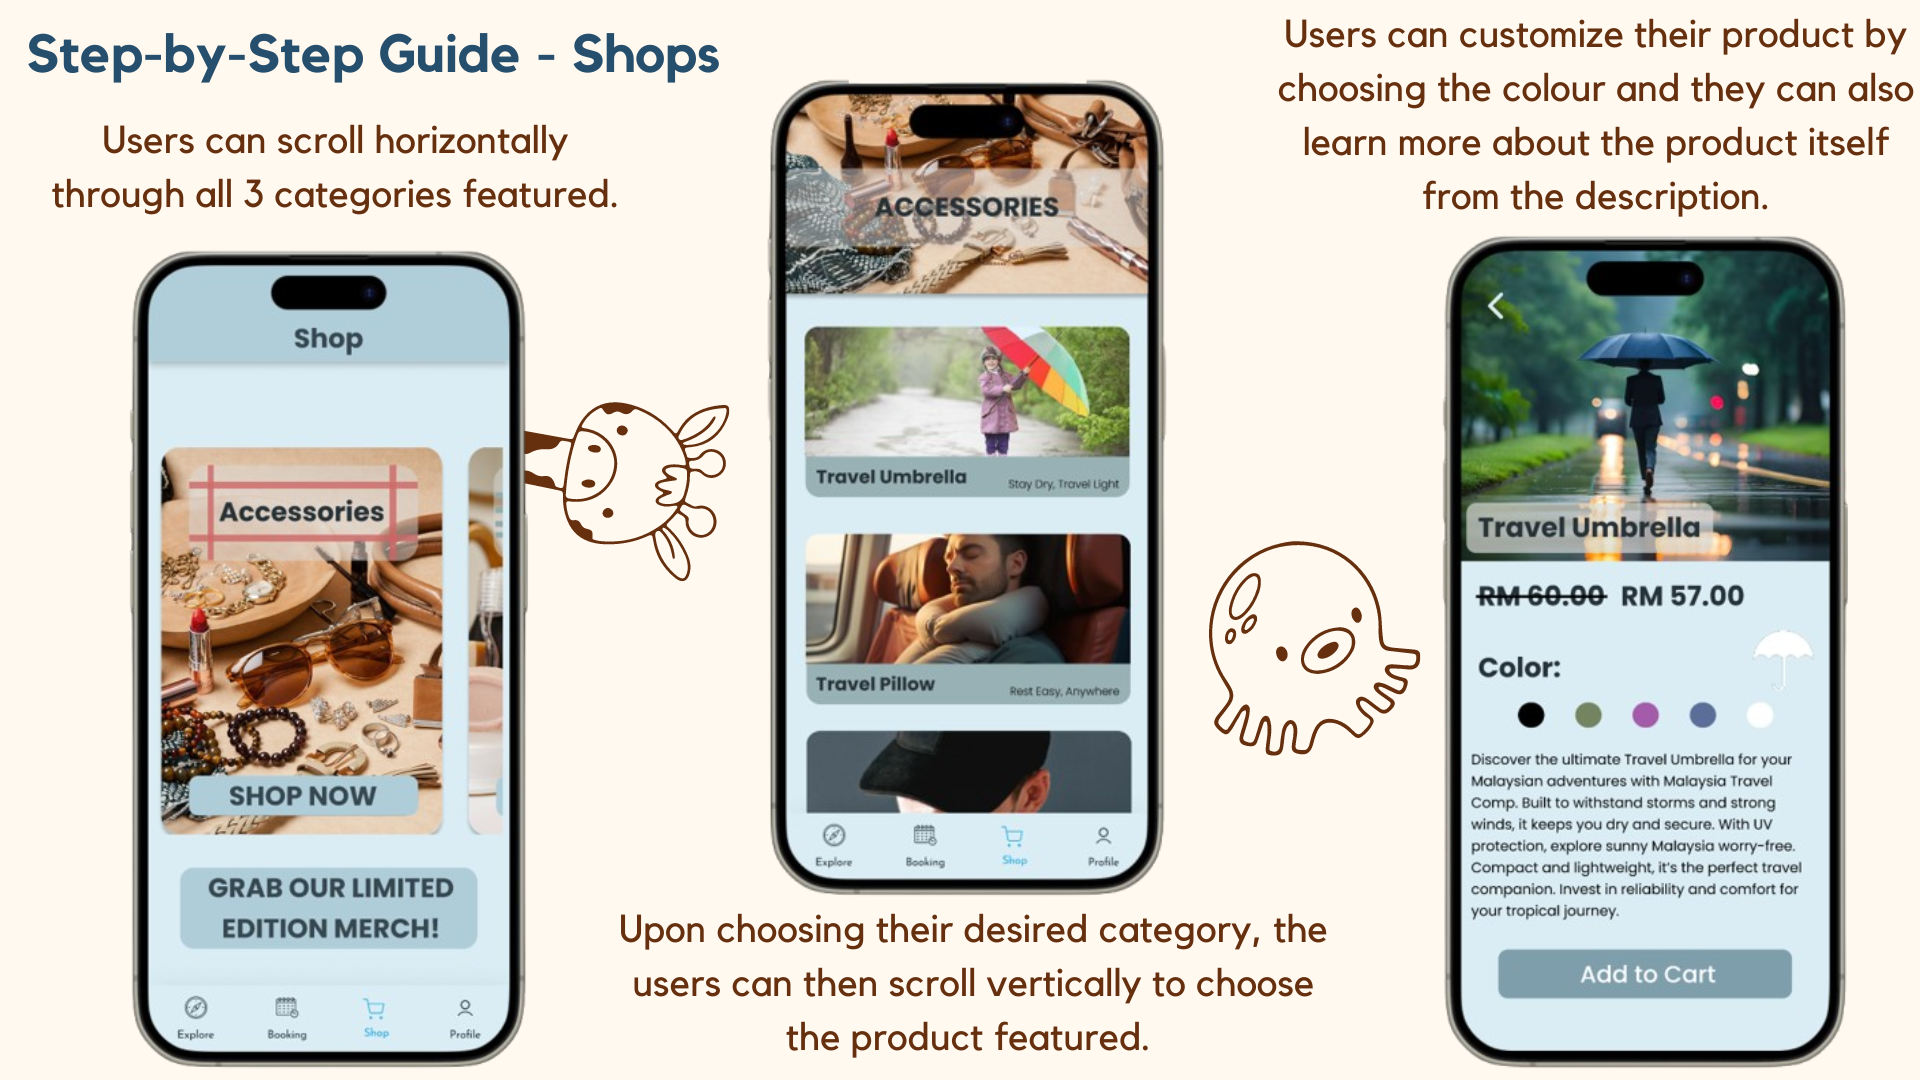 Step-by-Step Guide - Shops
Users can scroll horizontally
through all 3 categories featured.
Shop
Accessories
SHOP NOW
GRAB OUR LIMITED
EDITION MERCH!
Explore
Booking
Shop
Profile
ACCESSORIES
Travel Umbrella
Stay Dry, Travel Light
Travel Pillow
Rest Easy, Anywhere
Explore
Booking
Shop
Profile
Upon choosing their desired category, the
users can then scroll vertically to choose
the product featured.
Users can customize their product by
choosing the colour and they can also
learn more about the product itself
from the description.
Travel Umbrella
RM 60.00 RM 57.00
Color:
Discover the ultimate Travel Umbrella for your
Malaysian adventures with Malaysia Travel
Comp. Built to withstand storms and strong
winds, it keeps you dry and secure. With UV
protection, explore sunny Malaysia worry-free.
Compact and lightweight, it's the perfect travel
companion. Invest in reliability and comfort for
your tropical journey.
Add to Cart